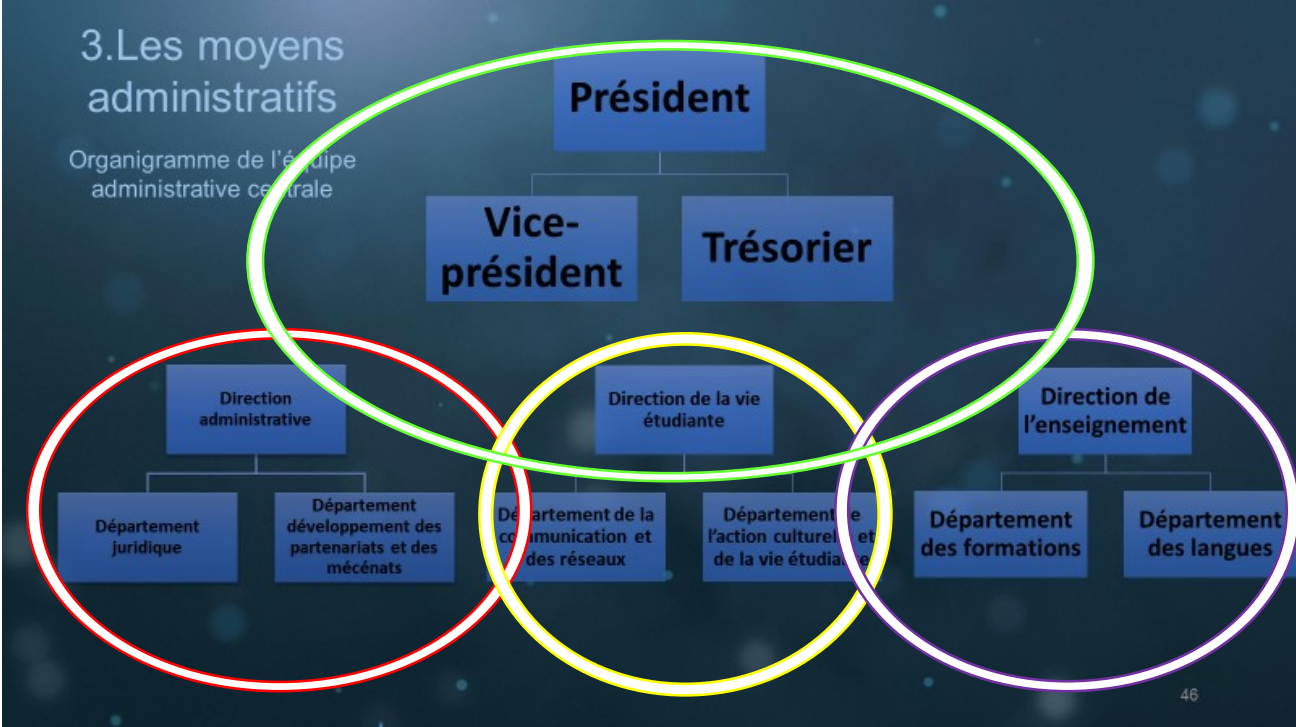 3.Les moyens
administratifs
Organigramme de l'équipe
administrative centrale
Président
Vice-
président
Trésorier
Direction
administrative
Direction de la vie
étudiante
Direction de
l'enseignement
Département
juridique
Département
développement des
partenariats et des
mécénats
Département de la
communication et
des réseaux
Département de
l'action culturelle et
de la vie étudiante
Département
des formations
Département
des langues
46